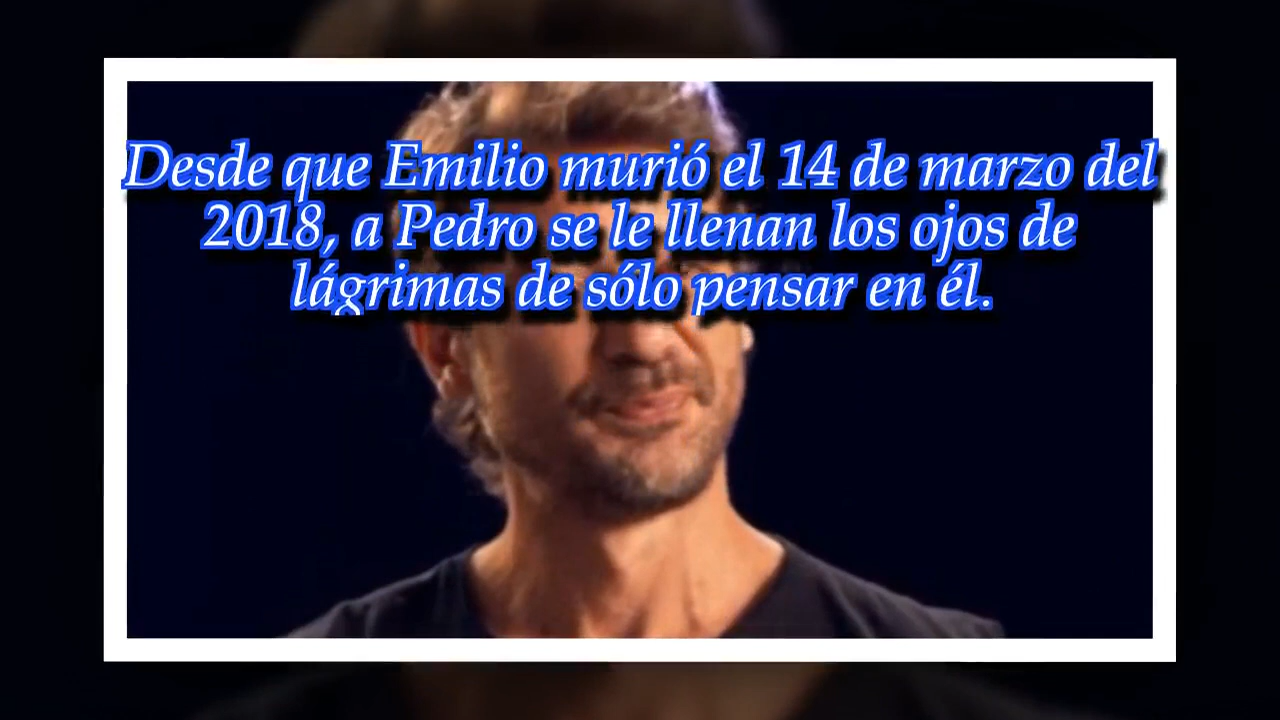 Desde que Emilio murió el 14 de marzo del
2018, a Pedro se le llenan los ojos de
lágrimas de sólo pensar en él.